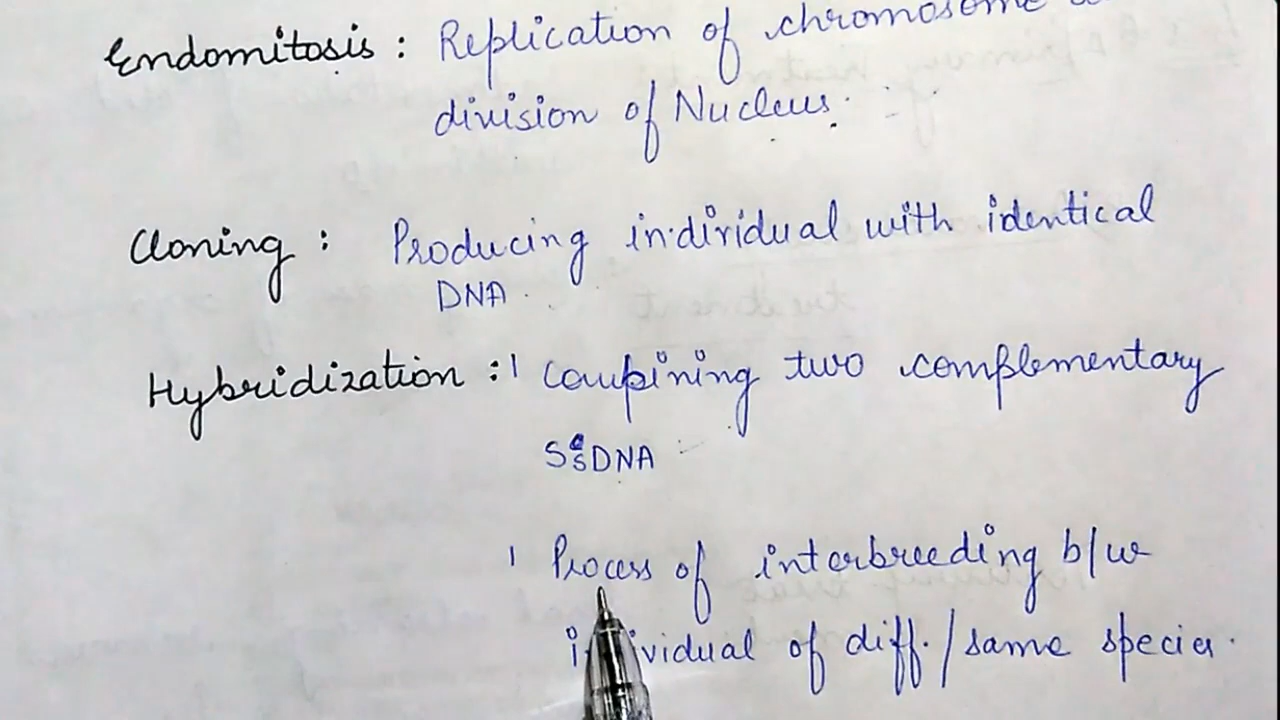 Endomitosis : Replication of chromosome
division of Nucleus.
Cloning : Producing individual with identical
DNA.
Hybridization : | Coupining two complementary
SsDNA
| Process of interbreeding b/w
individual of diff./same species.